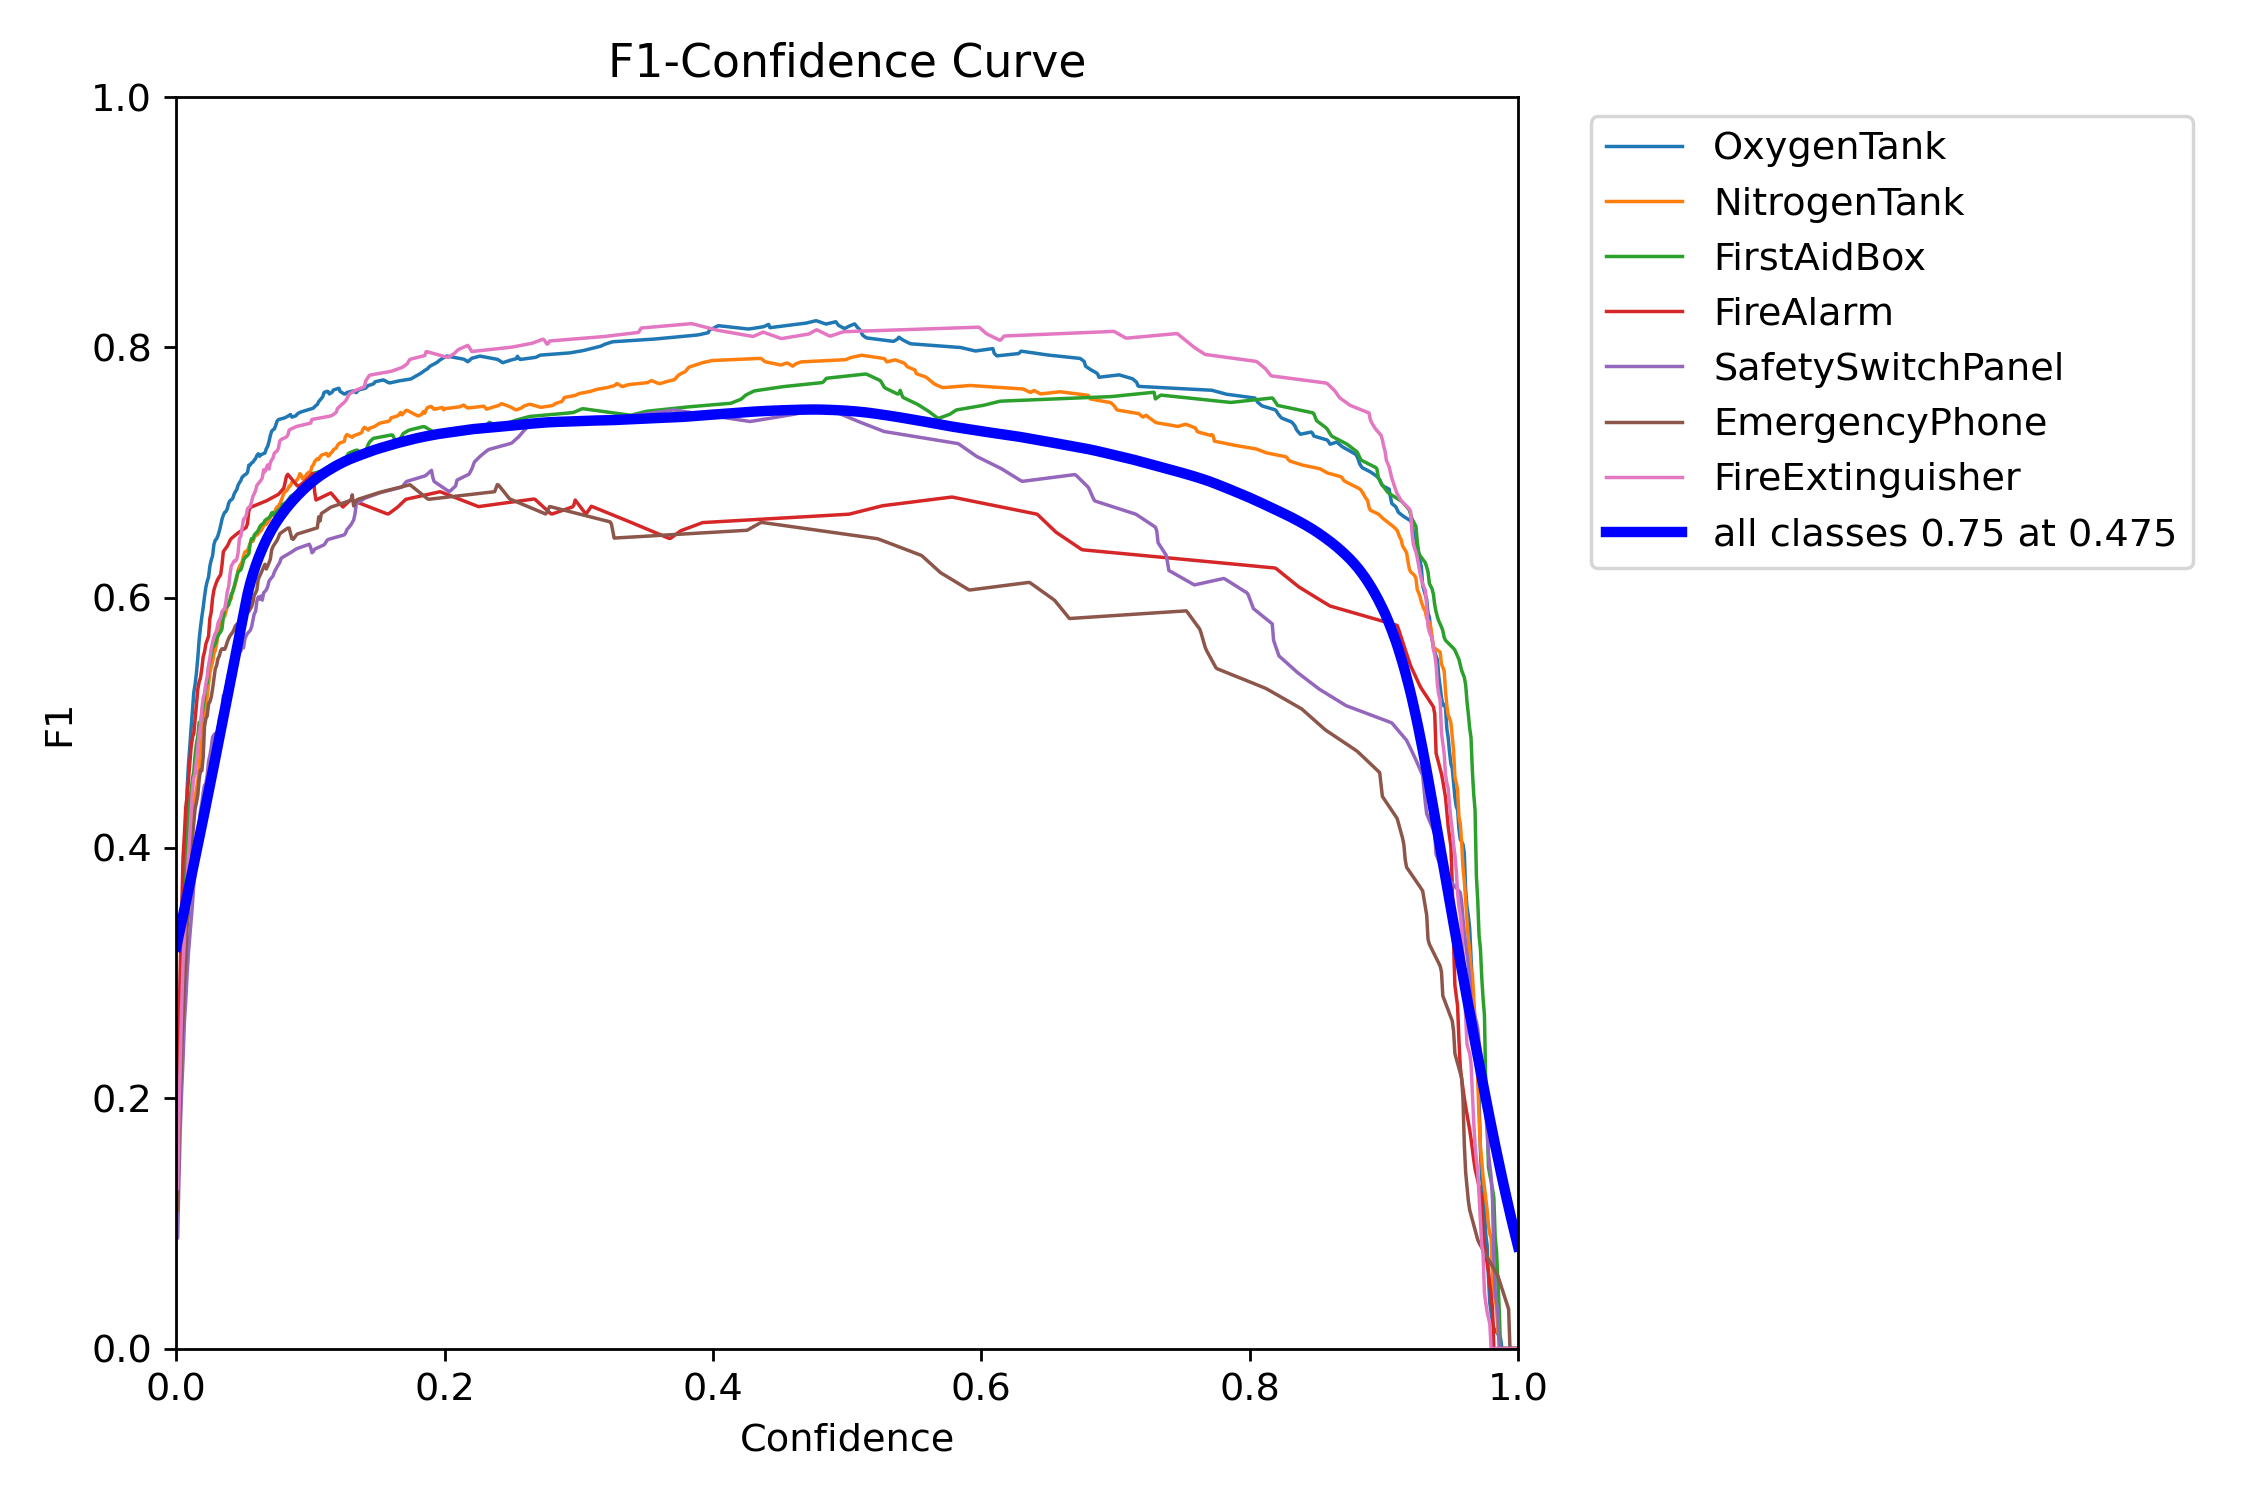 F1-Confidence Curve
1.0
0.8
0.6
0.4
0.2
0.0
F1
0.0 0.2 0.4 0.6 0.8 1.0
Confidence
OxygenTank
NitrogenTank
FirstAidBox
FireAlarm
SafetySwitchPanel
EmergencyPhone
FireExtinguisher
all classes 0.75 at 0.475